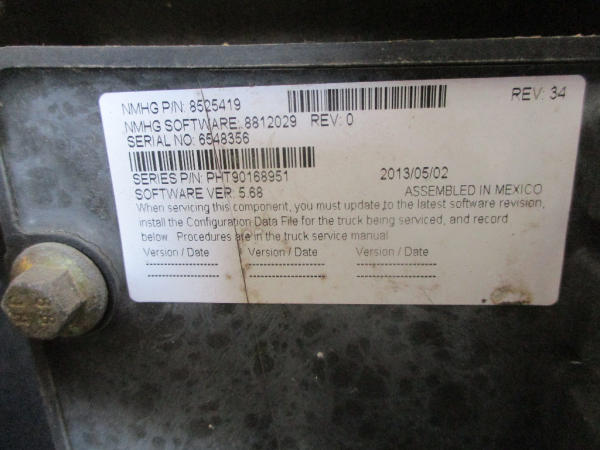 NMHG P/N: 8525419 REV: 34
NMHG SOFTWARE: 8812029 REV: 0
SERIAL NO: 6548356
SERIES P/N: PHT90168951 2013/05/02
SOFTWARE VER: 5.68 ASSEMBLED IN MEXICO
When servicing this component, you must update to the latest software revision,
install the Configuration Data File for the truck being serviced, and record
below. Procedures are in the truck service manual
Version / Date Version / Date Version / Date